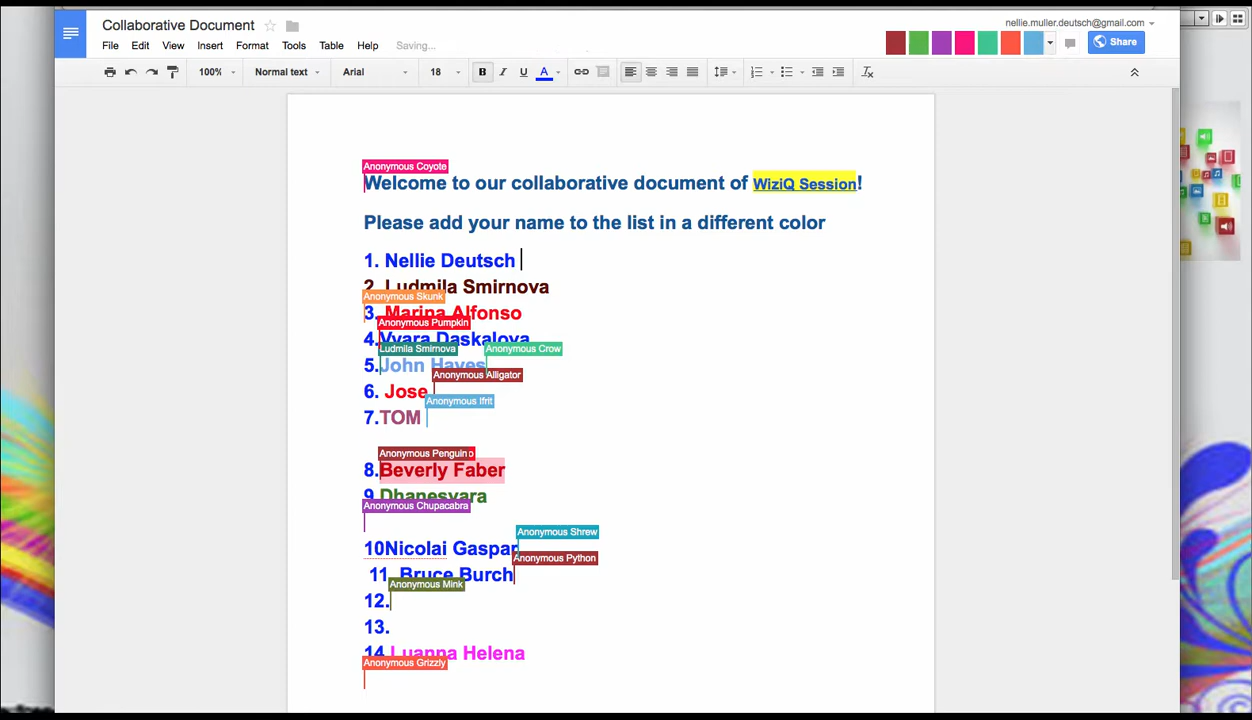 Collaborative Document
nellie.muller.deutsch@gmail.com
File Edit View Insert Format Tools Table Help Saving...
Share
100% Normal text Arial 18 B I U A
Anonymous Coyote
Welcome to our collaborative document of WiziQ Session!
Please add your name to the list in a different color
1. Nellie Deutsch
2. Ludmila Smirnova
Anonymous Skunk
3. Marina Alfonso
Anonymous Pumpkin
4.Vyara Daskalova
Ludmila Smirnova Anonymous Crow
5.John Hayes
Anonymous Alligator
6. Jose
Anonymous Ifrit
7.TOM
Anonymous Penguin
8.Beverly Faber
9.Dhanesvara
Anonymous Chupacabra
Anonymous Shrew
10Nicolai Gaspar
Anonymous Python
11. Bruce Burch
Anonymous Mink
12.
13.
14.Luanna Helena
Anonymous Grizzly